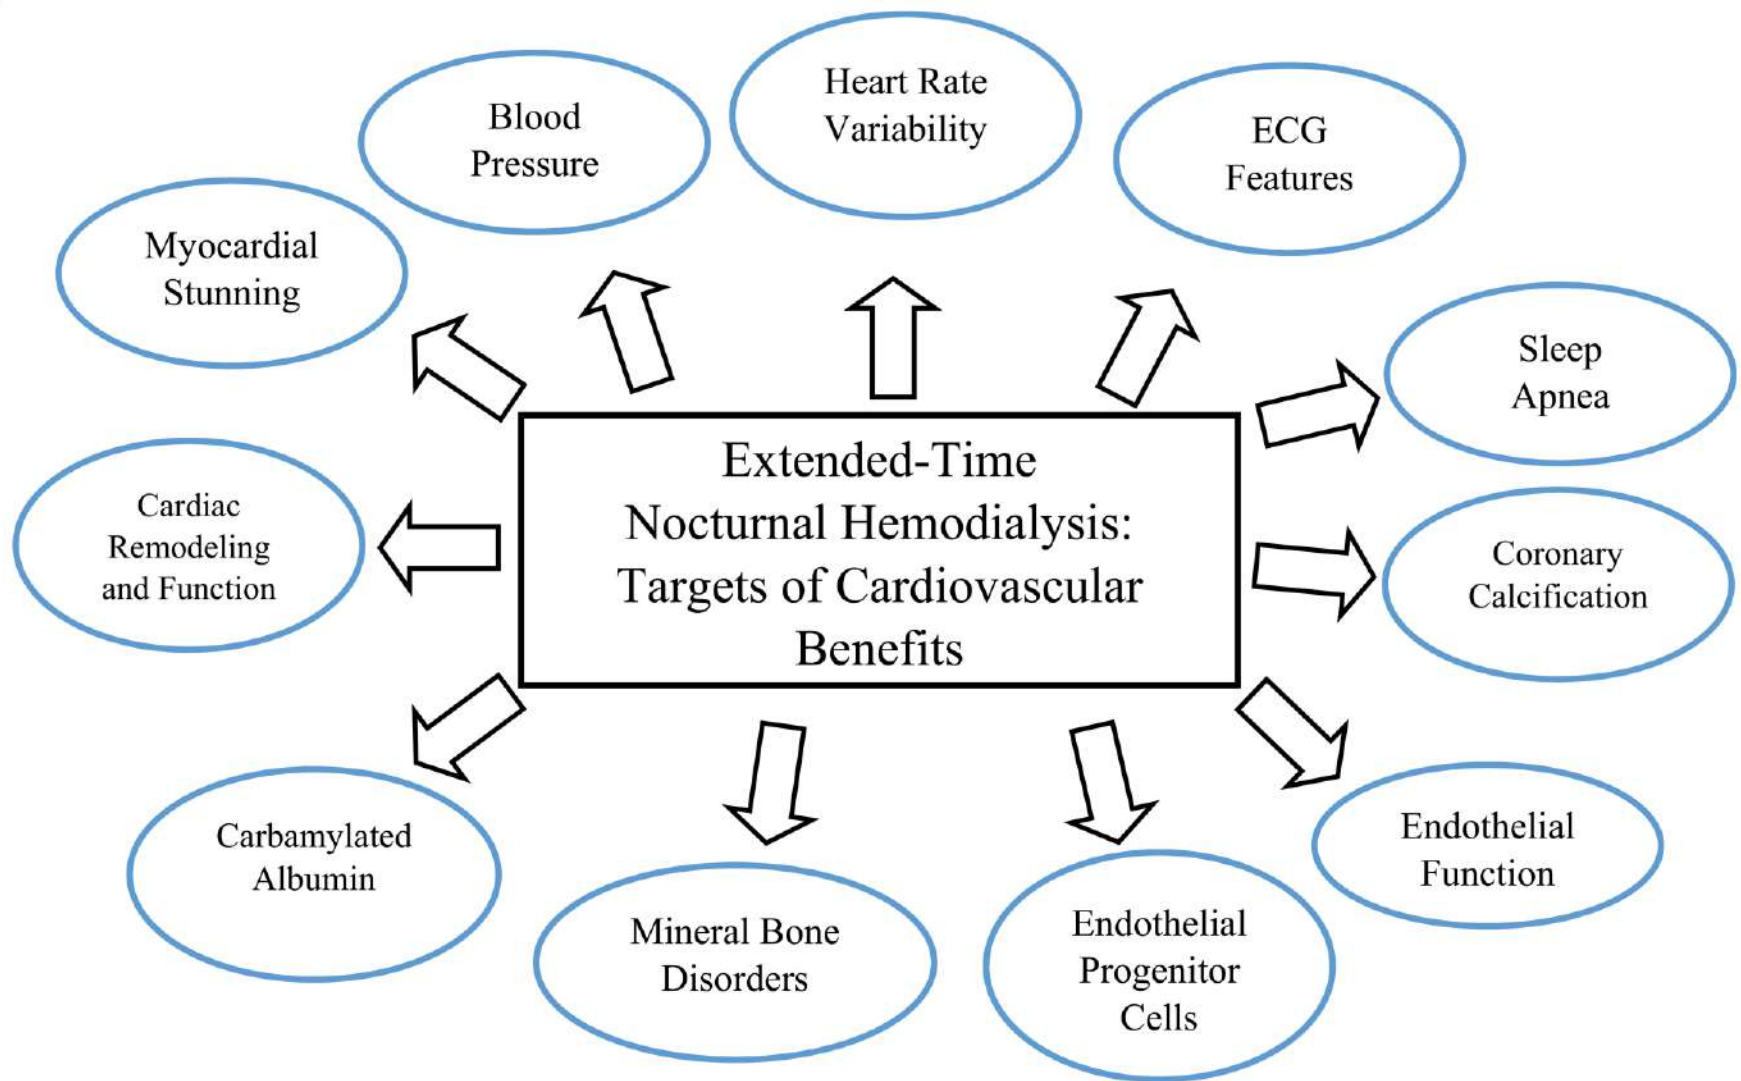 Heart Rate
Variability
Blood
Pressure
ECG
Features
Myocardial
Stunning
Sleep
Apnea
Extended-Time
Nocturnal Hemodialysis:
Targets of Cardiovascular
Benefits
Cardiac
Remodeling
and Function
Coronary
Calcification
Carbamylated
Albumin
Endothelial
Function
Mineral Bone
Disorders
Endothelial
Progenitor
Cells